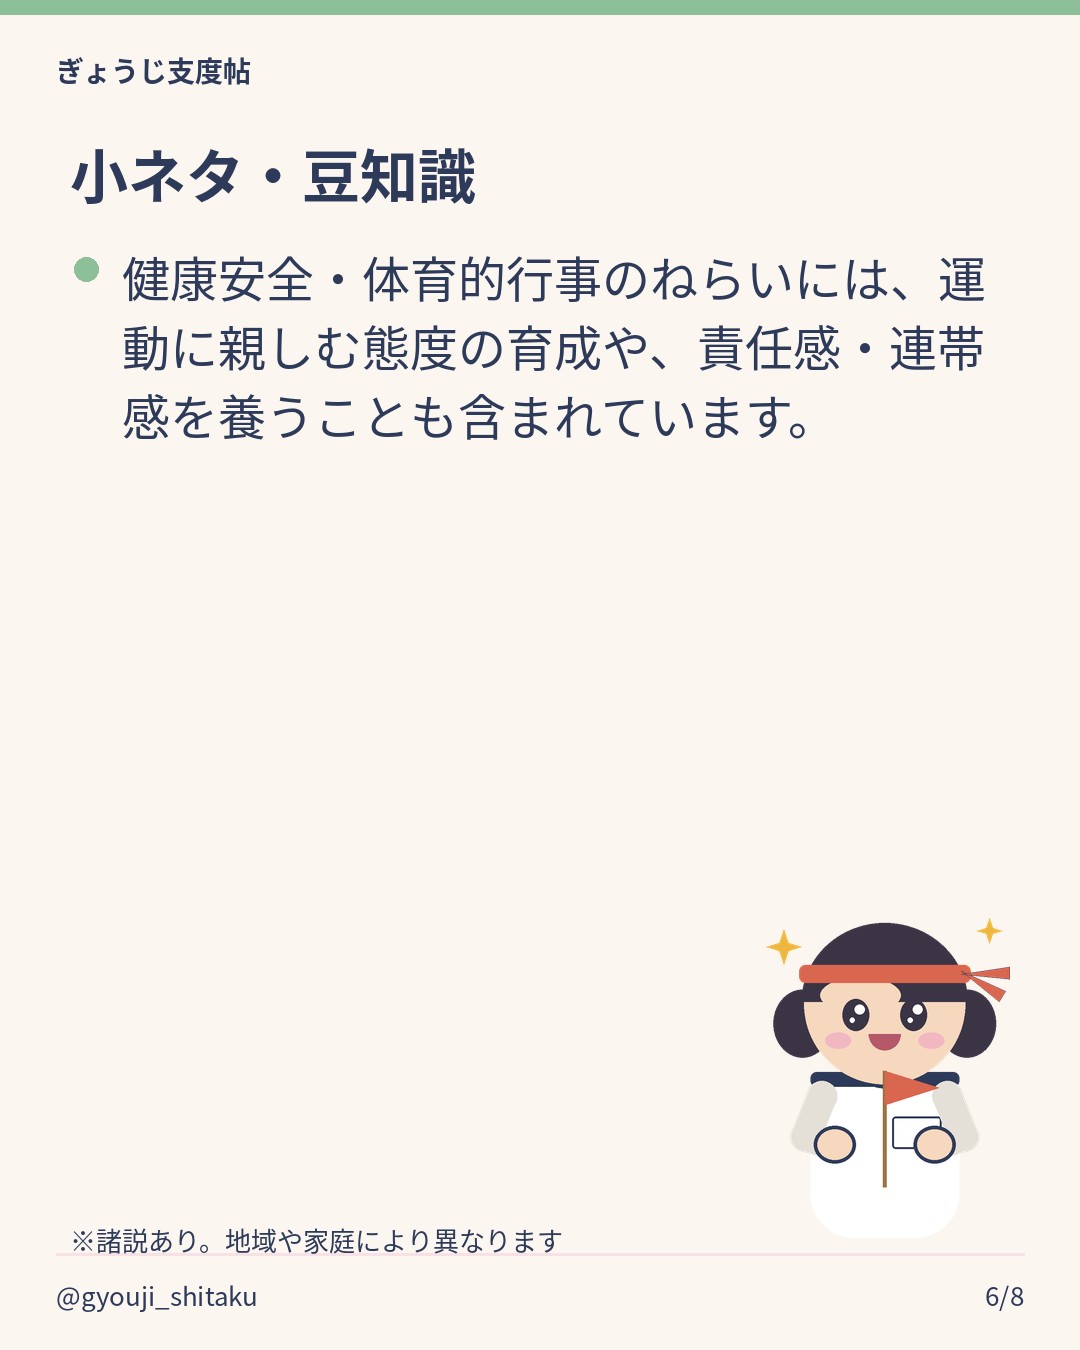 ぎょうじ支度帖
小ネタ・豆知識
健康安全・体育的行事のねらいには、運
動に親しむ態度の育成や、責任感・連帯
感を養うことも含まれています。
※諸説あり。地域や家庭により異なります
@gyouji_shitaku
6/8